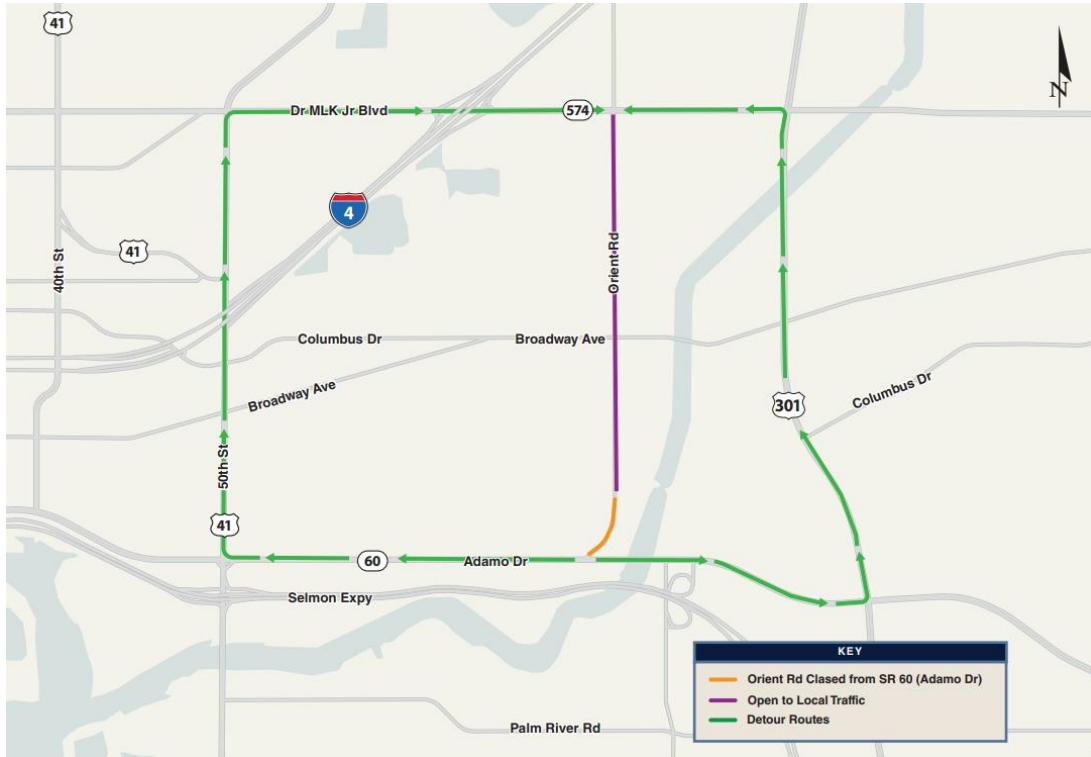 41
Dr MLK Jr Blvd
574
N
4
41
40th St
Orient Rd
Columbus Dr
Broadway Ave
Broadway Ave
Columbus Dr
301
50th St
41
60
Adamo Dr
Selmon Expy
Palm River Rd
KEY
Orient Rd Clased from SR 60 (Adamo Dr)
Open to Local Traffic
Detour Routes